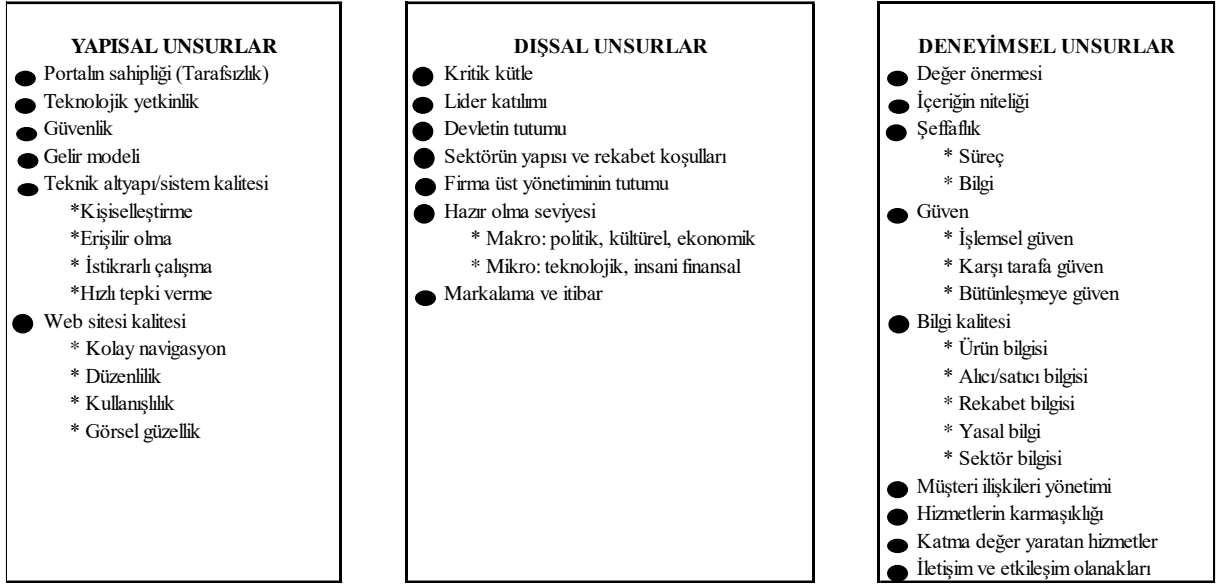 YAPISAL UNSURLAR
● Portalın sahipliği (Tarafsızlık)
● Teknolojik yetkinlik
● Güvenlik
● Gelir modeli
● Teknik altyapı/sistem kalitesi
*Kişiselleştirme
*Erişilir olma
* İstikrarlı çalışma
*Hızlı tepki verme
● Web sitesi kalitesi
* Kolay navigasyon
* Düzenlilik
* Kullanışlılık
* Görsel güzellik
DIŞSAL UNSURLAR
● Kritik kütle
● Lider katılımı
● Devletin tutumu
● Sektörün yapısı ve rekabet koşulları
● Firma üst yönetiminin tutumu
● Hazır olma seviyesi
* Makro: politik, kültürel, ekonomik
* Mikro: teknolojik, insani finansal
● Markalama ve itibar
DENEYİMSEL UNSURLAR
● Değer önermesi
● İçeriğin niteliği
● Şeffaflık
* Süreç
* Bilgi
● Güven
* İşlemsel güven
* Karşı tarafa güven
* Bütünleşmeye güven
● Bilgi kalitesi
* Ürün bilgisi
* Alıcı/satıcı bilgisi
* Rekabet bilgisi
* Yasal bilgi
* Sektör bilgisi
● Müşteri ilişkileri yönetimi
● Hizmetlerin karmaşıklığı
● Katma değer yaratan hizmetler
● İletişim ve etkileşim olanakları